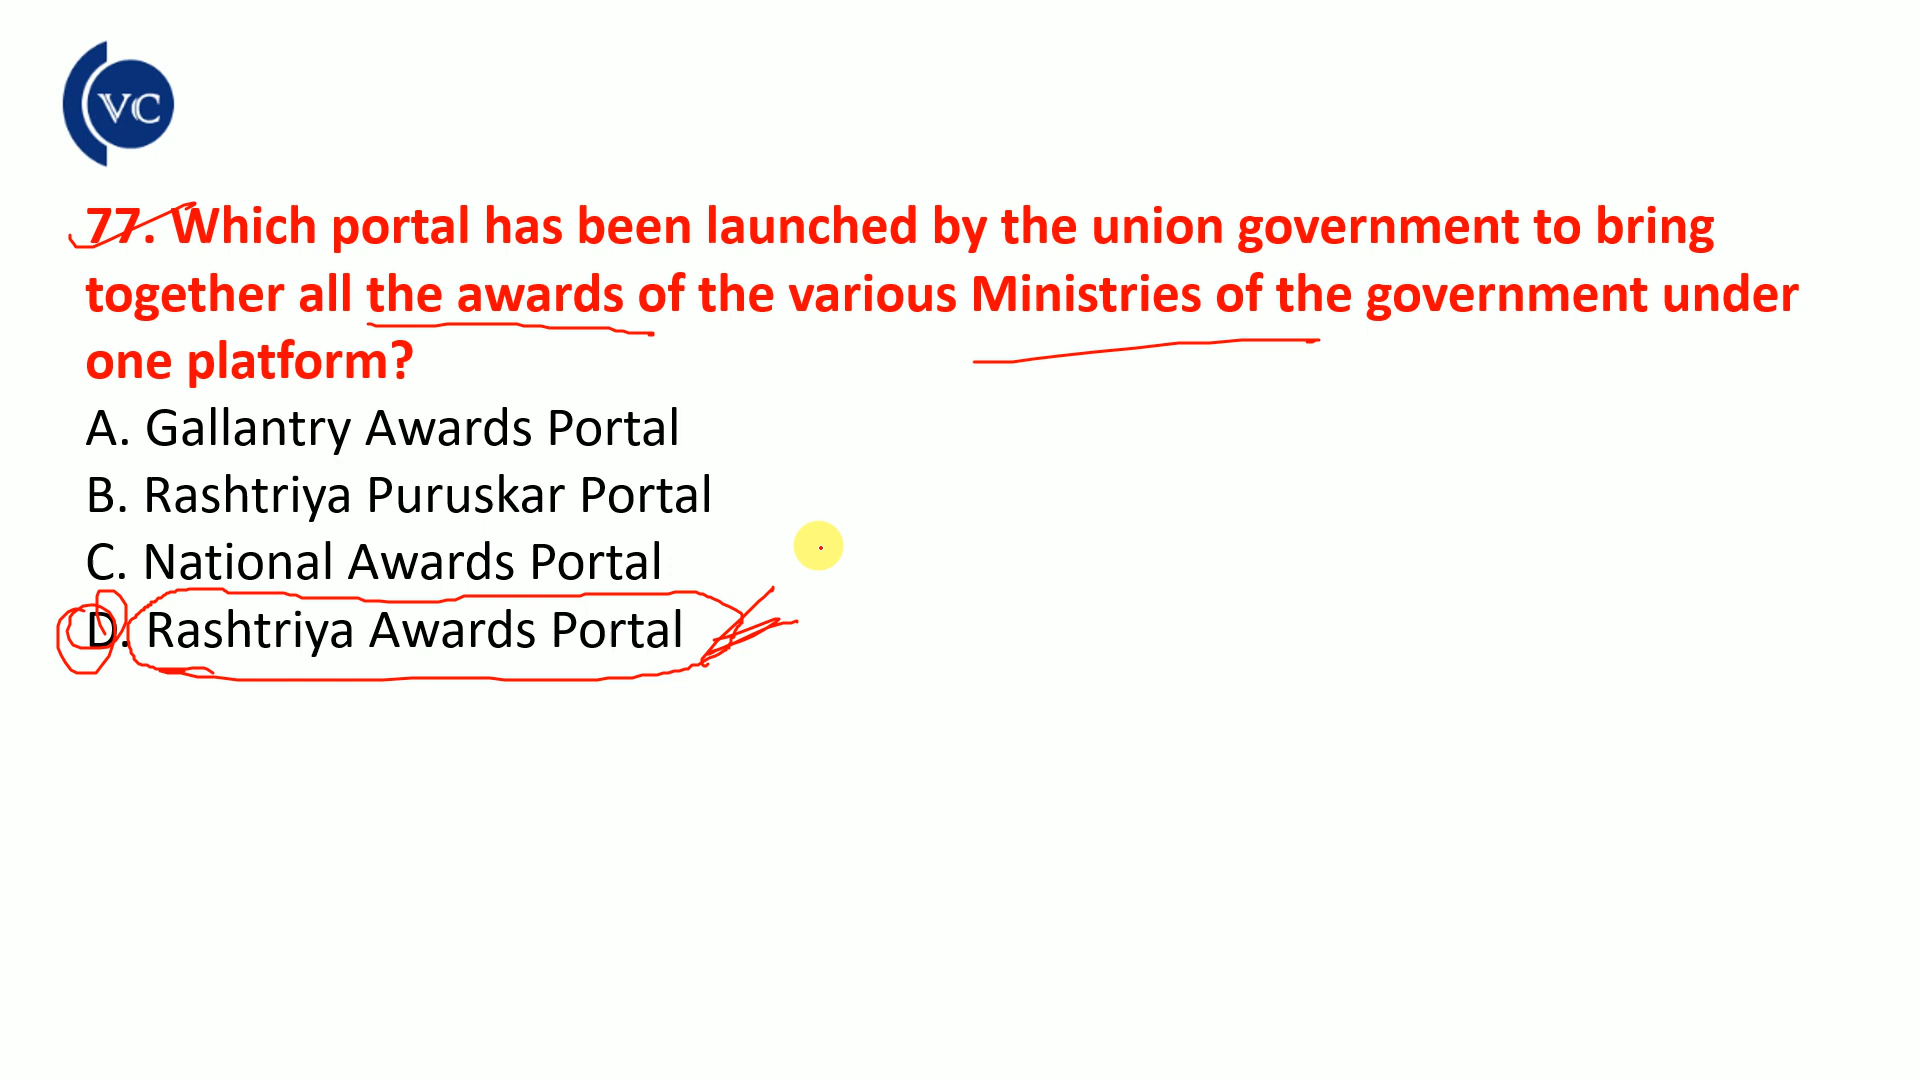 VC
77. Which portal has been launched by the union government to bring
together all the awards of the various Ministries of the government under
one platform?
A. Gallantry Awards Portal
B. Rashtriya Puruskar Portal
C. National Awards Portal
D. Rashtriya Awards Portal